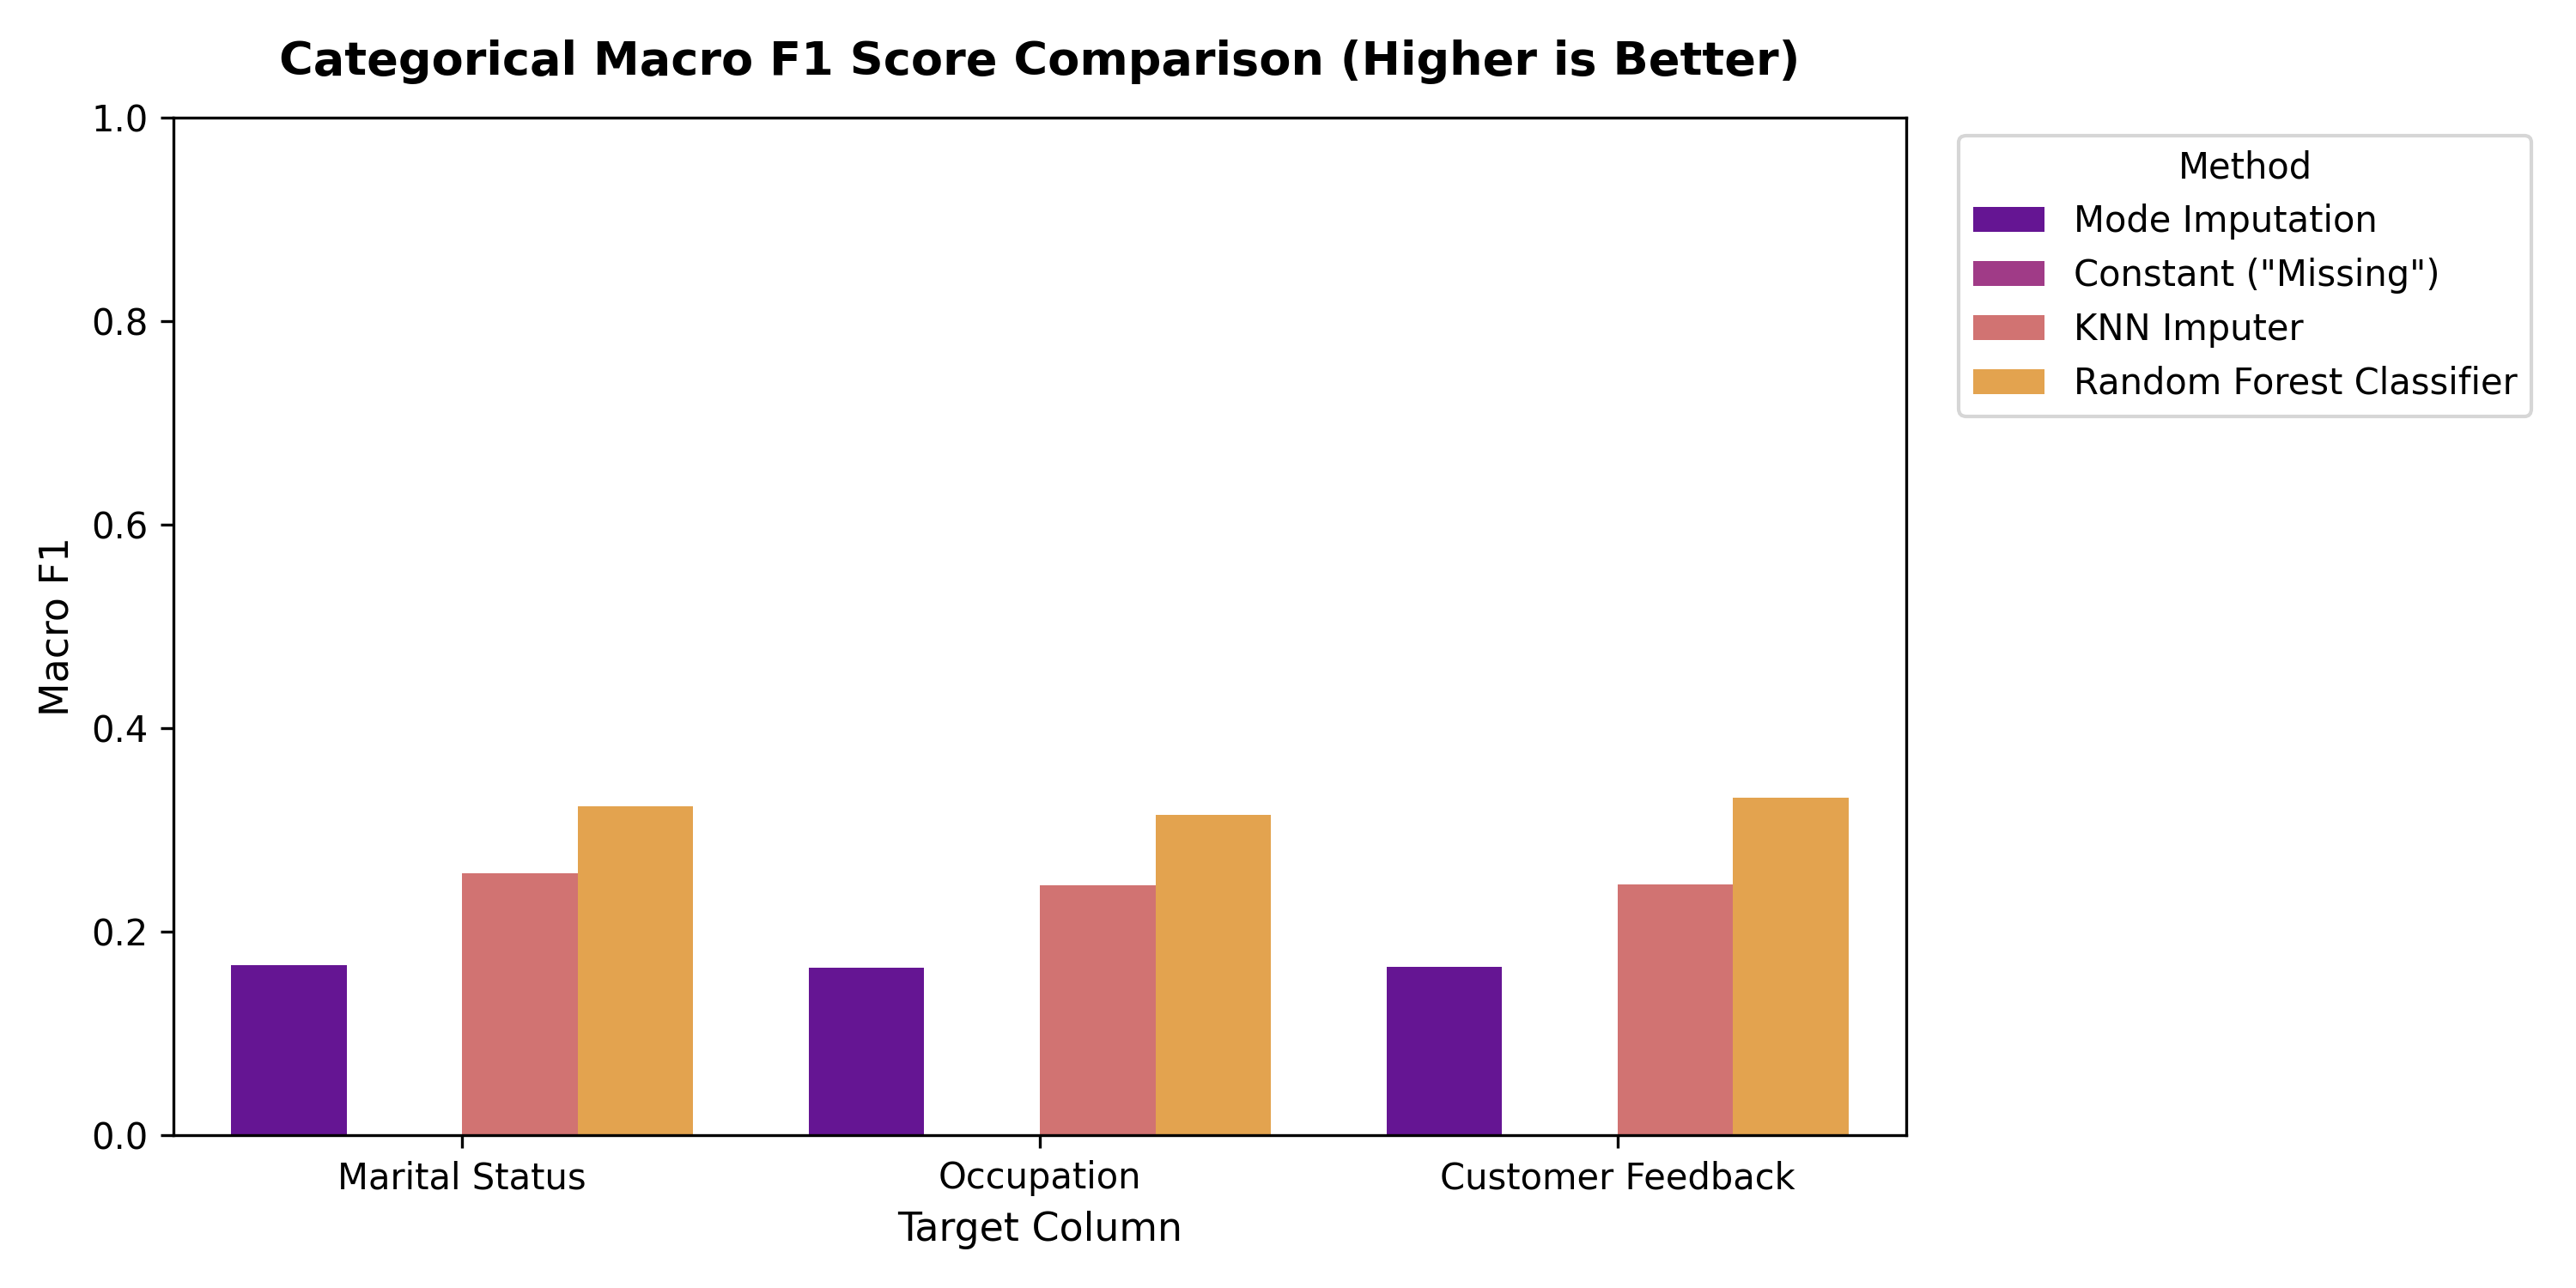 Categorical Macro F1 Score Comparison (Higher is Better)
Macro F1
1.0
0.8
0.6
0.4
0.2
0.0
Marital Status
Occupation
Customer Feedback
Target Column
Method
Mode Imputation
Constant ("Missing")
KNN Imputer
Random Forest Classifier